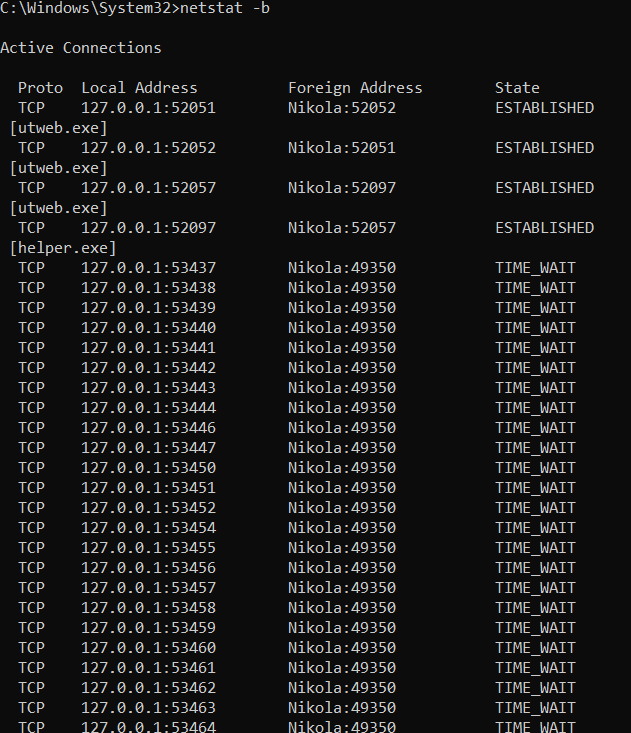 C:\Windows\System32>netstat -b
Active Connections
Proto Local Address Foreign Address State
TCP 127.0.0.1:52051 Nikola:52052 ESTABLISHED
[utweb.exe]
TCP 127.0.0.1:52052 Nikola:52051 ESTABLISHED
[utweb.exe]
TCP 127.0.0.1:52057 Nikola:52097 ESTABLISHED
[utweb.exe]
TCP 127.0.0.1:52097 Nikola:52057 ESTABLISHED
[helper.exe]
TCP 127.0.0.1:53437 Nikola:49350 TIME_WAIT
TCP 127.0.0.1:53438 Nikola:49350 TIME_WAIT
TCP 127.0.0.1:53439 Nikola:49350 TIME_WAIT
TCP 127.0.0.1:53440 Nikola:49350 TIME_WAIT
TCP 127.0.0.1:53441 Nikola:49350 TIME_WAIT
TCP 127.0.0.1:53442 Nikola:49350 TIME_WAIT
TCP 127.0.0.1:53443 Nikola:49350 TIME_WAIT
TCP 127.0.0.1:53444 Nikola:49350 TIME_WAIT
TCP 127.0.0.1:53446 Nikola:49350 TIME_WAIT
TCP 127.0.0.1:53447 Nikola:49350 TIME_WAIT
TCP 127.0.0.1:53450 Nikola:49350 TIME_WAIT
TCP 127.0.0.1:53451 Nikola:49350 TIME_WAIT
TCP 127.0.0.1:53452 Nikola:49350 TIME_WAIT
TCP 127.0.0.1:53454 Nikola:49350 TIME_WAIT
TCP 127.0.0.1:53455 Nikola:49350 TIME_WAIT
TCP 127.0.0.1:53456 Nikola:49350 TIME_WAIT
TCP 127.0.0.1:53457 Nikola:49350 TIME_WAIT
TCP 127.0.0.1:53458 Nikola:49350 TIME_WAIT
TCP 127.0.0.1:53459 Nikola:49350 TIME_WAIT
TCP 127.0.0.1:53460 Nikola:49350 TIME_WAIT
TCP 127.0.0.1:53461 Nikola:49350 TIME_WAIT
TCP 127.0.0.1:53462 Nikola:49350 TIME_WAIT
TCP 127.0.0.1:53463 Nikola:49350 TIME_WAIT
TCP 127.0.0.1:53464 Nikola:49350 TIME_WAIT